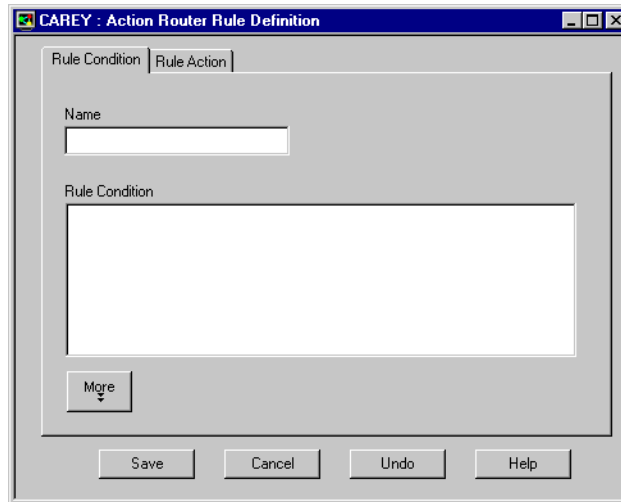 CAREY : Action Router Rule Definition
Rule Condition Rule Action
Name
Rule Condition
More
Save Cancel Undo Help